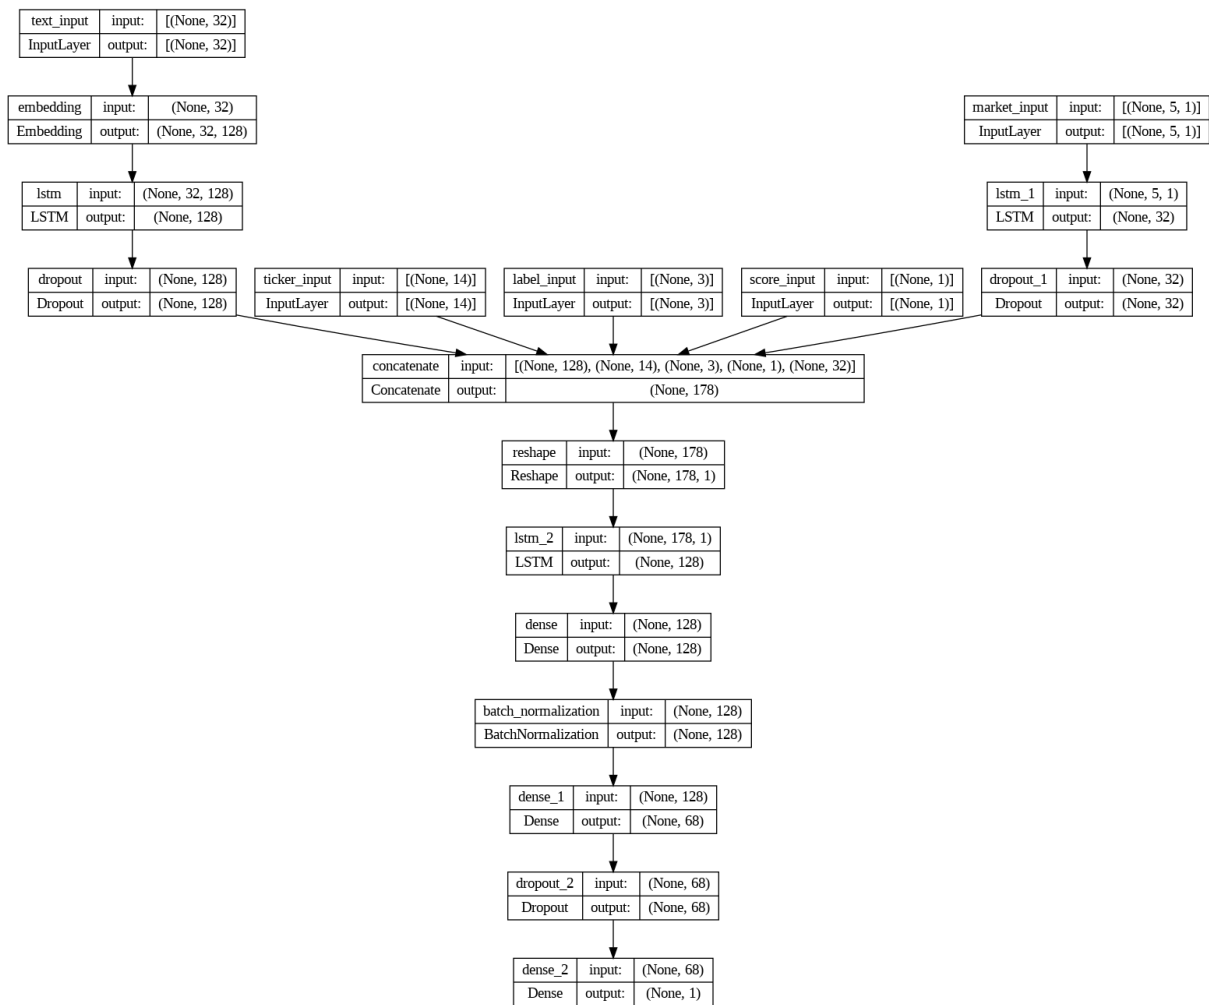 text_input input: [(None, 32)]
InputLayer output: [(None, 32)]
embedding input: (None, 32)
Embedding output: (None, 32, 128)
market_input input: [(None, 5, 1)]
InputLayer output: [(None, 5, 1)]
lstm input: (None, 32, 128)
LSTM output: (None, 128)
lstm_1 input: (None, 5, 1)
LSTM output: (None, 32)
dropout input: (None, 128)
Dropout output: (None, 128)
ticker_input input: [(None, 14)]
InputLayer output: [(None, 14)]
label_input input: [(None, 3)]
InputLayer output: [(None, 3)]
score_input input: [(None, 1)]
InputLayer output: [(None, 1)]
dropout_1 input: (None, 32)
Dropout output: (None, 32)
concatenate input: [(None, 128), (None, 14), (None, 3), (None, 1), (None, 32)]
Concatenate output: (None, 178)
reshape input: (None, 178)
Reshape output: (None, 178, 1)
lstm_2 input: (None, 178, 1)
LSTM output: (None, 128)
dense input: (None, 128)
Dense output: (None, 128)
batch_normalization input: (None, 128)
BatchNormalization output: (None, 128)
dense_1 input: (None, 128)
Dense output: (None, 68)
dropout_2 input: (None, 68)
Dropout output: (None, 68)
dense_2 input: (None, 68)
Dense output: (None, 1)